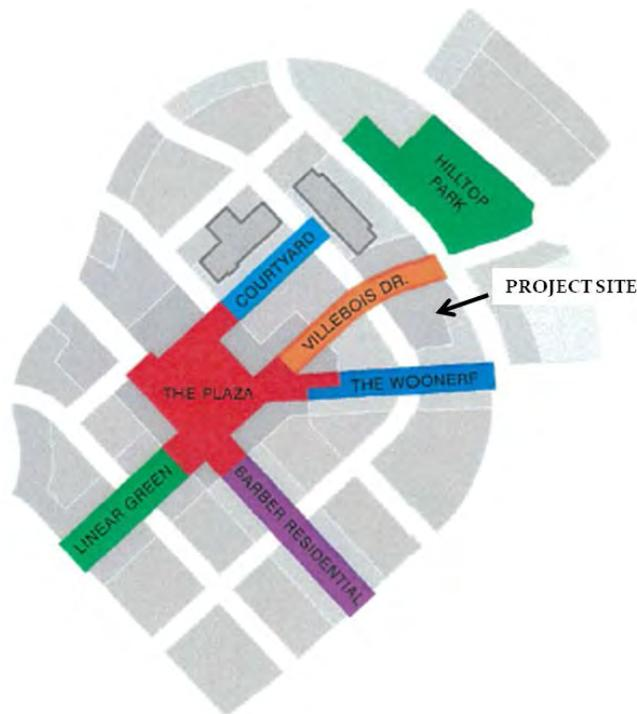 HILLTOP
PARK
COURTYARD
VILLEBOIS DR.
PROJECT SITE
THE WOONERF
THE PLAZA
LINEAR GREEN
BARBER RESIDENTIAL